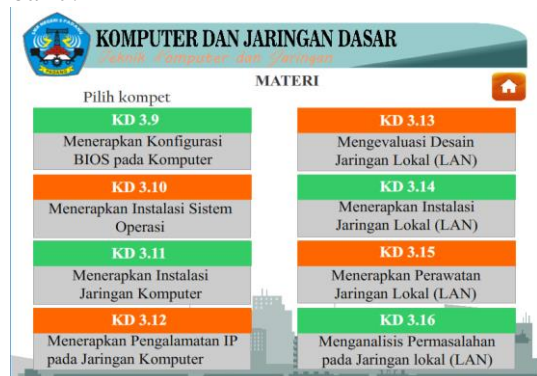 KOMPUTER DAN JARINGAN DASAR
Teknik Komputer dan Jaringan
MATERI
Pilih kompet
KD 3.9
Menerapkan Konfigurasi
BIOS pada Komputer
KD 3.10
Menerapkan Instalasi Sistem
Operasi
KD 3.11
Menerapkan Instalasi
Jaringan Komputer
KD 3.12
Menerapkan Pengalamatan IP
pada Jaringan Komputer
KD 3.13
Mengevaluasi Desain
Jaringan Lokal (LAN)
KD 3.14
Menerapkan Instalasi
Jaringan Lokal (LAN)
KD 3.15
Menerapkan Perawatan
Jaringan Lokal (LAN)
KD 3.16
Menganalisis Permasalahan
pada Jaringan lokal (LAN)